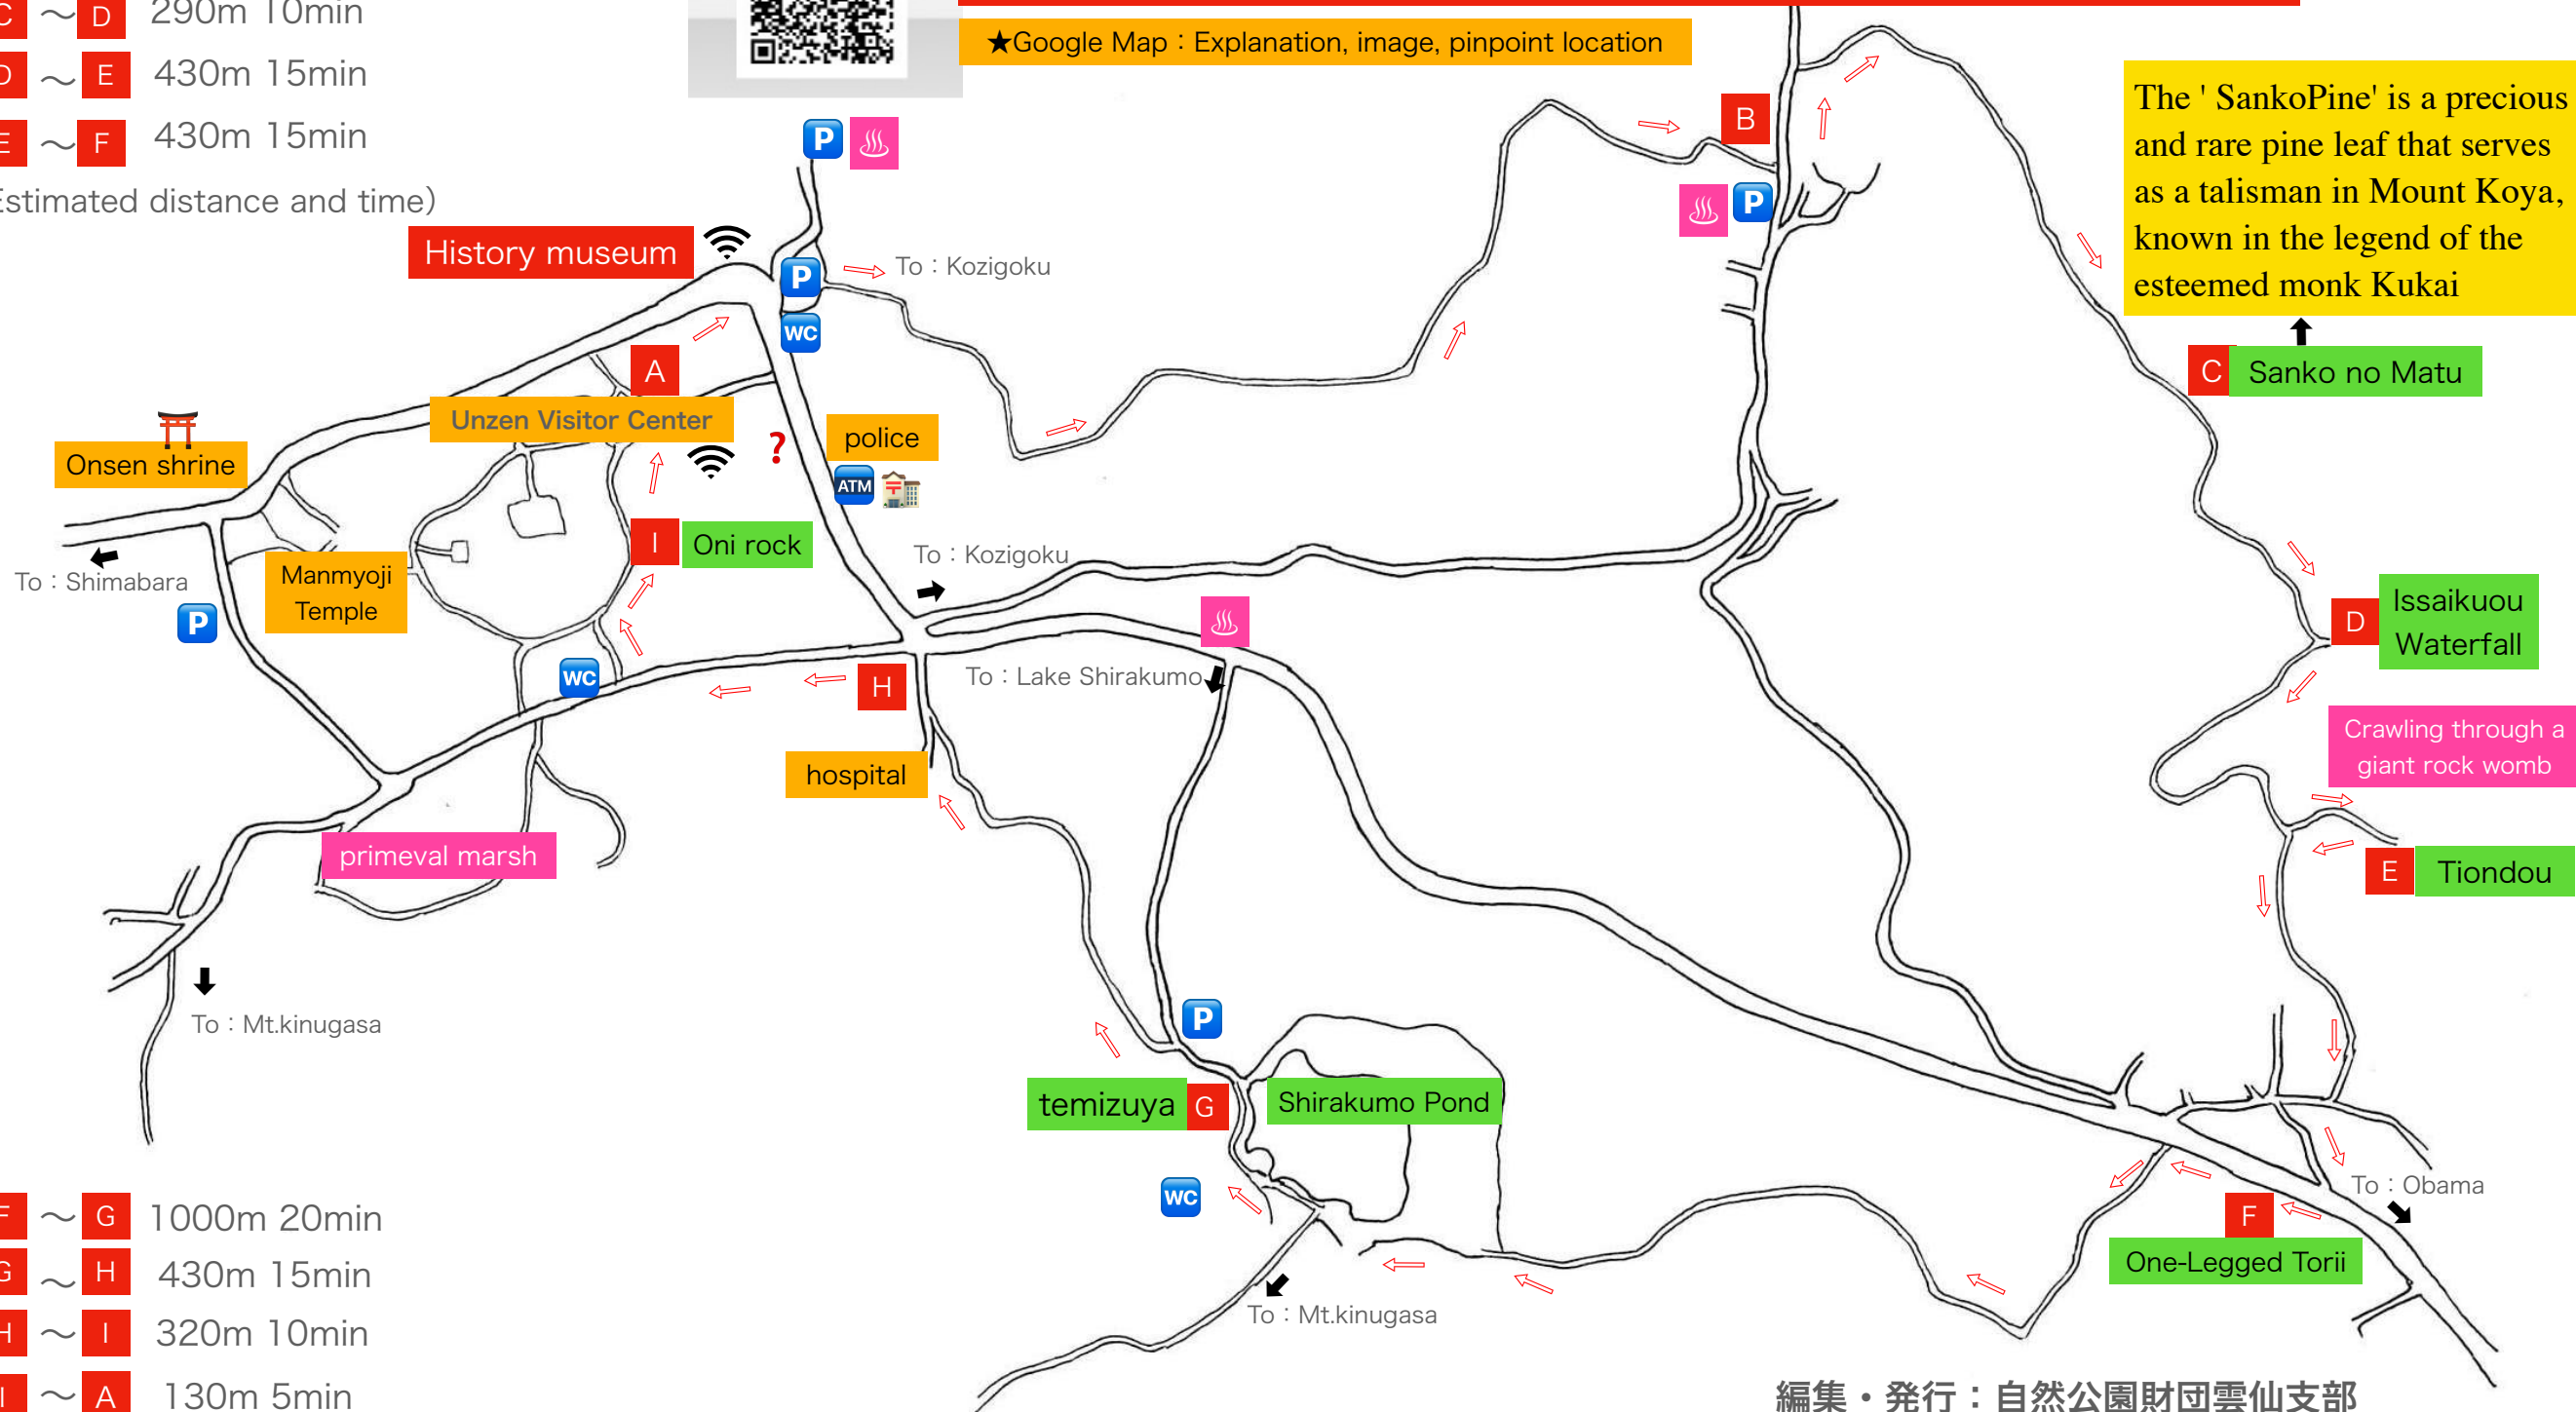 C ～ D 290m 10min
D ～ E 430m 15min
E ～ F 430m 15min
Estimated distance and time）
★Google Map：Explanation, image, pinpoint location
The ' SankoPine' is a precious
and rare pine leaf that serves
as a talisman in Mount Koya,
known in the legend of the
esteemed monk Kukai
B
P
P
History museum
P
To：Kozigoku
WC
A
C Sanko no Matu
Unzen Visitor Center
?
police
ATM
〒
Onsen shrine
I Oni rock
To：Kozigoku
To：Shimabara
Manmyoji
Temple
P
D
Issaikuou
Waterfall
WC
H
To：Lake Shirakumo
Crawling through a
giant rock womb
hospital
primeval marsh
E Tiondou
To：Mt.kinugasa
P
temizuya G
Shirakumo Pond
WC
To：Obama
F
One-Legged Torii
To：Mt.kinugasa
F ～ G 1000m 20min
G ～ H 430m 15min
H ～ I 320m 10min
I ～ A 130m 5min
編集・発行：自然公園財団雲仙支部